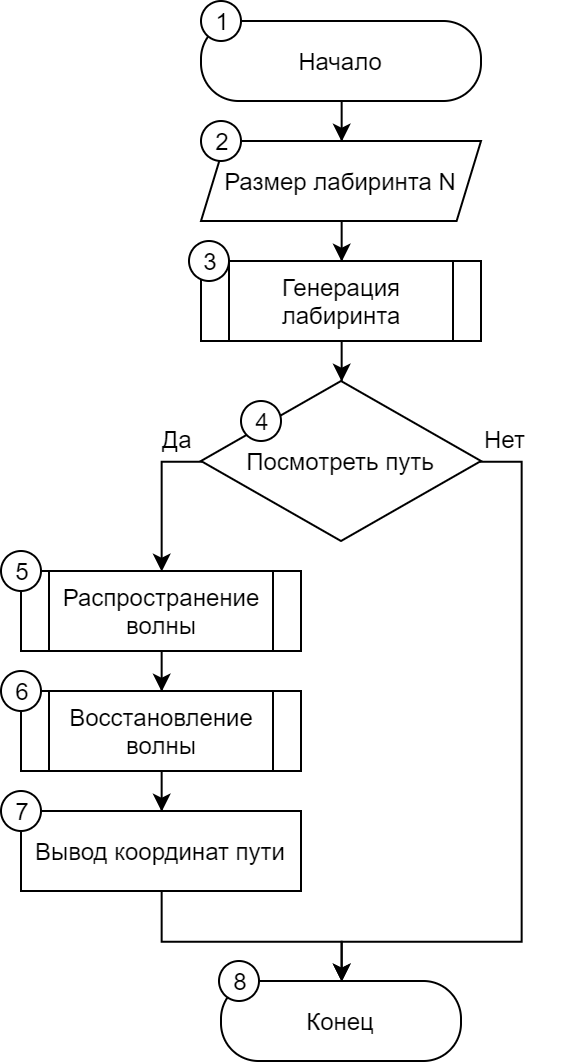 1
Начало
2
Размер лабиринта N
3
Генерация
лабиринта
4
Посмотреть путь
Да
Нет
5
Распространение
волны
6
Восстановление
волны
7
Вывод координат пути
8
Конец